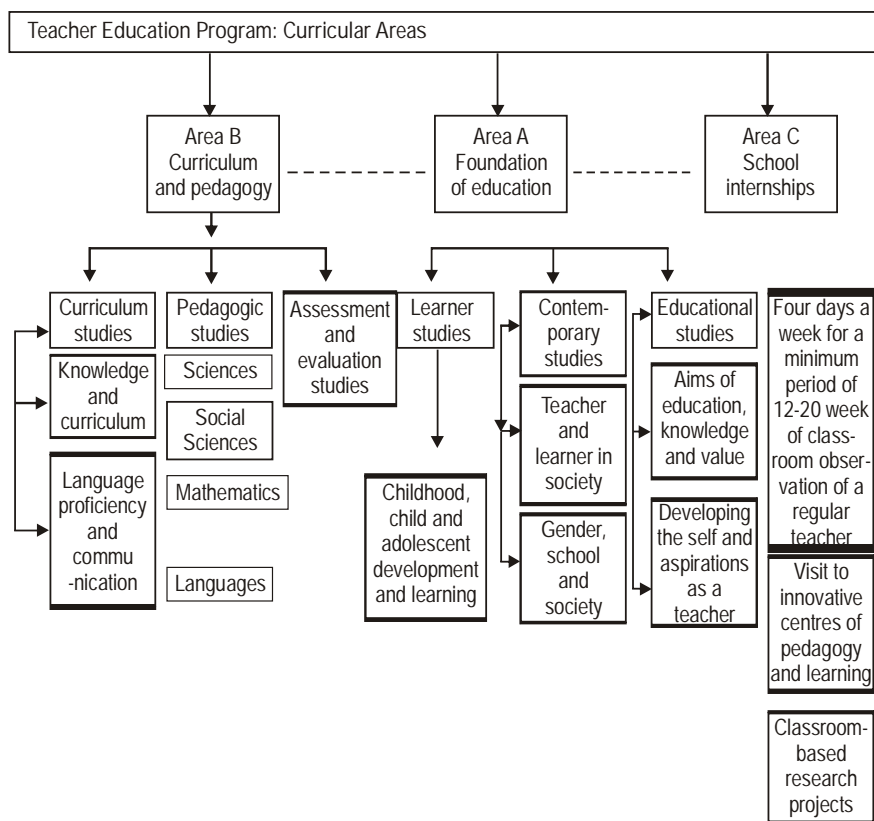 Teacher Education Program: Curricular Areas
Area B
Curriculum
and pedagogy
Area A
Foundation
of education
Area C
School
internships
Curriculum
studies
Pedagogic
studies
Assessment
and
evaluation
studies
Learner
studies
Contem-
porary
studies
Educational
studies
Four days a
week for a
minimum
period of
12-20 week
of class-
room obser-
vation of a
regular
teacher
Knowledge
and
curriculum
Sciences
Social
Sciences
Mathematics
Languages
Language
proficiency
and
commu
-nication
Childhood,
child and
adolescent
development
and learning
Teacher
and
learner in
society
Gender,
school
and
society
Aims of
education,
knowledge
and value
Developing
the self and
aspirations
as a
teacher
Visit to
innovative
centres of
pedagogy
and learning
Classroom-
based
research
projects